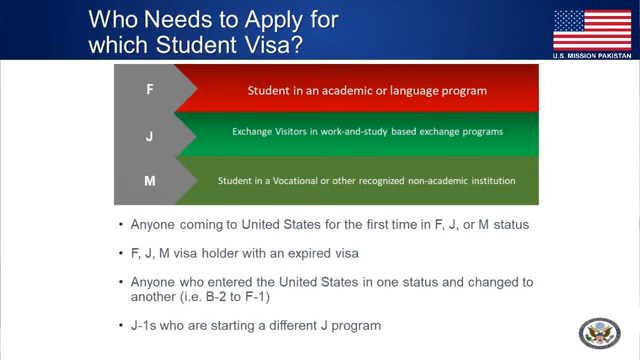 Who Needs to Apply for
which Student Visa?
U.S. MISSION PAKISTAN
F
Student in an academic or language program
J
Exchange Visitors in work-and-study based exchange programs
M
Student in a Vocational or other recognized non-academic institution
• Anyone coming to United States for the first time in F, J, or M status
• F, J, M visa holder with an expired visa
• Anyone who entered the United States in one status and changed to
another (i.e. B-2 to F-1)
• J-1s who are starting a different J program